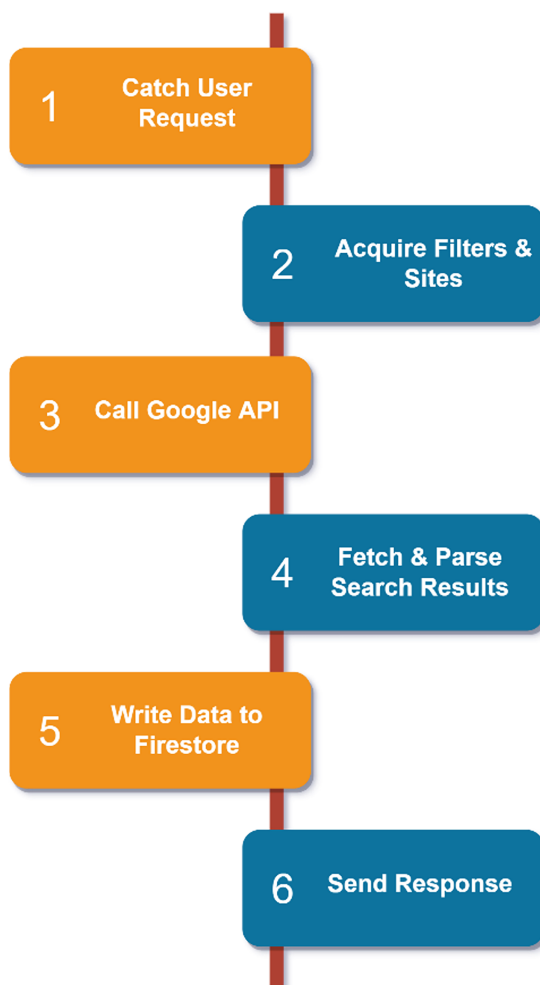 1
Catch User
Request
2
Acquire Filters &
Sites
3
Call Google API
4
Fetch & Parse
Search Results
5
Write Data to
Firestore
6
Send Response